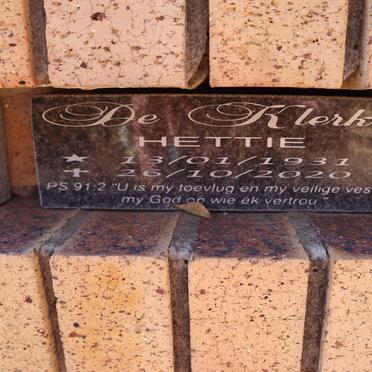 De Klerk
HETTIE
★ 13/01/1931
✝ 26/10/2020
PS 91:2 "U is my toevlug en my veilige ves
my God op wie ek vertrou."